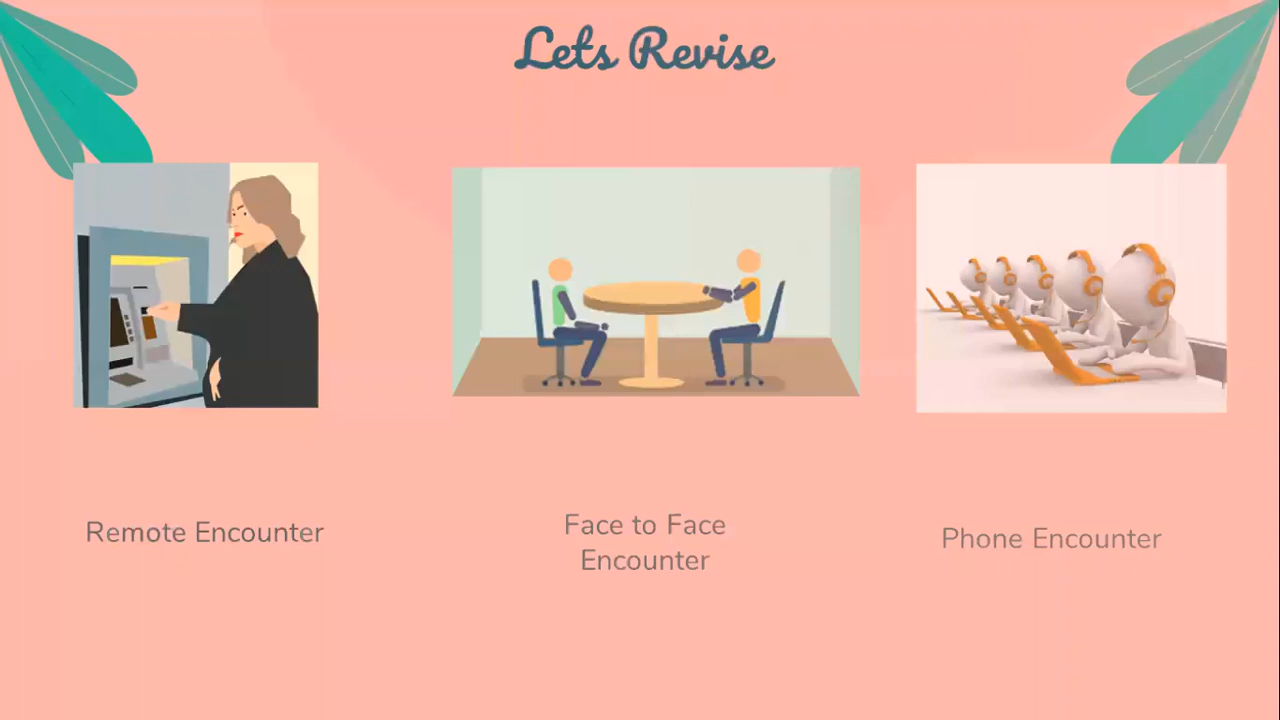 Lets Revise
Remote Encounter
Face to Face
Encounter
Phone Encounter